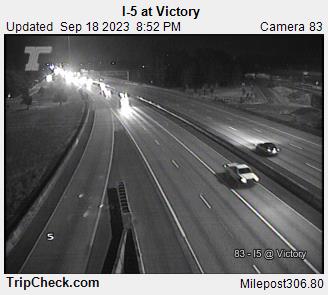 I-5 at Victory
Updated Sep 18 2023 8:52 PM Camera 83
T
S
83 - I5 @ Victory
TripCheck.com Milepost306.80